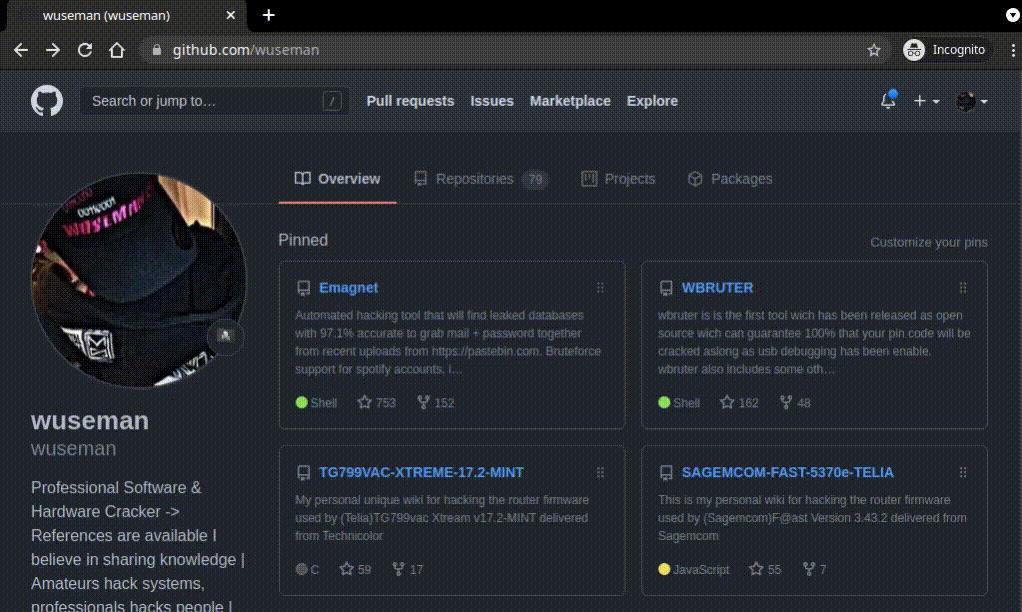 wuseman (wuseman)
github.com/wuseman
Incognito
Search or jump to…
/
Pull requests
Issues
Marketplace
Explore
Overview
Repositories 79
Projects
Packages
WUSEMAN
Pinned
Customize your pins
Emagnet
Automated hacking tool that will find leaked databases
with 97.1% accurate to grab mail + password together
from recent uploads from https://pastebin.com. Bruteforce
support for spotify accounts, i…
Shell 753 152
WBRUTER
wbruter is is the first tool wich has been released as open
source wich can guarantee 100% that your pin code will be
cracked aslong as usb debugging has been enable.
wbruter also includes some oth…
Shell 162 48
TG799VAC-XTREME-17.2-MINT
My personal unique wiki for hacking the router firmware
used by (Telia)TG799vac Xtream v17.2-MINT delivered
from Technicolor
C 59 17
SAGEMCOM-FAST-5370e-TELIA
This is my personal wiki for hacking the router firmware
used by (Sagemcom)F@ast Version 3.43.2 delivered from
Sagemcom
JavaScript 55 7
wuseman
wuseman
Professional Software &
Hardware Cracker ->
References are available I
believe in sharing knowledge |
Amateurs hack systems,
professionals hacks people |